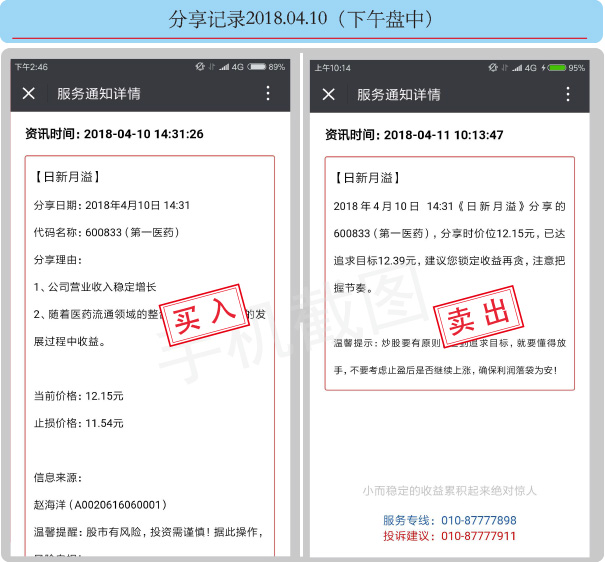 分享记录2018.04.10（下午盘中）
下午2:46
4G
89%
服务通知详情
资讯时间：2018-04-10 14:31:26
【日新月溢】
分享日期：2018年4月10日 14:31
代码名称：600833（第一医药）
分享理由：
1、公司营业收入稳定增长
2、随着医药流通领域的整
的发
展过程中收益。
买入
当前价格：12.15元
止损价格：11.54元
信息来源：
赵海洋（A0020616060001）
温馨提醒：股市有风险，投资需谨慎！据此操作，
上午10:14
4G
95%
服务通知详情
资讯时间：2018-04-11 10:13:47
【日新月溢】
2018年4月10日 14:31《日新月溢》分享的
600833（第一医药），分享时价位12.15元，已达
追求目标12.39元，建议您锁定收益再贪，注意把
握节奏。
卖出
温馨提示：炒股要有原则
到追求目标，就要懂得放
手，不要考虑止盈后是否继续上涨，确保利润落袋为安！
小而稳定的收益累积起来绝对惊人
服务专线：010-87777898
投诉建议：010-87777911
手机截图